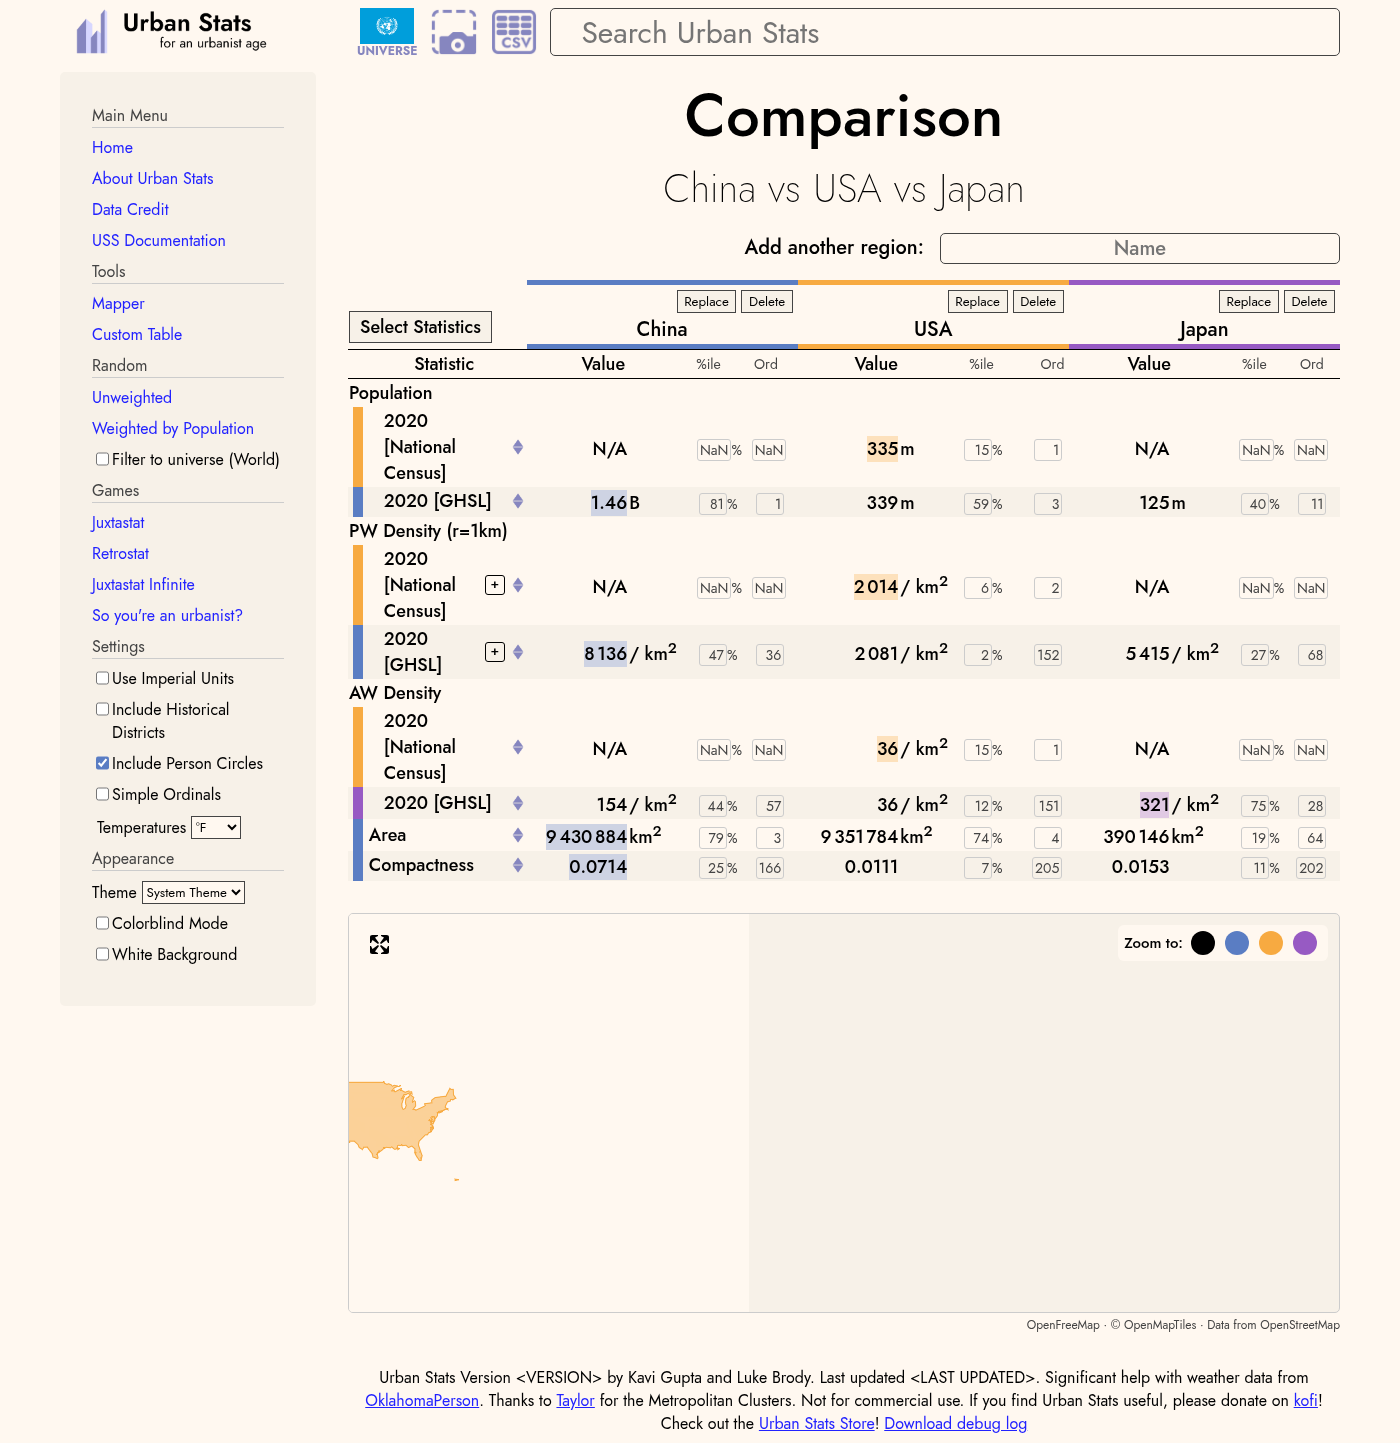 Urban Stats
for an urbanist age
UNIVERSE
CSV
Search Urban Stats
Main Menu
Home
About Urban Stats
Data Credit
USS Documentation
Tools
Mapper
Custom Table
Random
Unweighted
Weighted by Population
Filter to universe (World)
Games
Juxtastat
Retrostat
Juxtastat Infinite
So you're an urbanist?
Settings
Use Imperial Units
Include Historical
Districts
Include Person Circles
Simple Ordinals
Temperatures °F
Appearance
Theme System Theme
Colorblind Mode
White Background
Comparison
China vs USA vs Japan
Add another region: Name
Replace Delete Replace Delete Replace Delete
Select Statistics China USA Japan
Statistic Value %ile Ord Value %ile Ord Value %ile Ord
Population
2020
[National
Census] N/A NaN % NaN 335 m 15 % 1 N/A NaN % NaN
2020 [GHSL] 1.46 B 81 % 1 339 m 59 % 3 125 m 40 % 11
PW Density (r=1km)
2020
[National
Census] + N/A NaN % NaN 2 014 / km² 6 % 2 N/A NaN % NaN
2020
[GHSL] + 8 136 / km² 47 % 36 2 081 / km² 2 % 152 5 415 / km² 27 % 68
AW Density
2020
[National
Census] N/A NaN % NaN 36 / km² 15 % 1 N/A NaN % NaN
2020 [GHSL] 154 / km² 44 % 57 36 / km² 12 % 151 321 / km² 75 % 28
Area 9 430 884 km² 79 % 3 9 351 784 km² 74 % 4 390 146 km² 19 % 64
Compactness 0.0714 25 % 166 0.0111 7 % 205 0.0153 11 % 202
Zoom to:
OpenFreeMap · © OpenMapTiles · Data from OpenStreetMap
Urban Stats Version <VERSION> by Kavi Gupta and Luke Brody. Last updated <LAST UPDATED>. Significant help with weather data from
OklahomaPerson. Thanks to Taylor for the Metropolitan Clusters. Not for commercial use. If you find Urban Stats useful, please donate on kofi!
Check out the Urban Stats Store! Download debug log